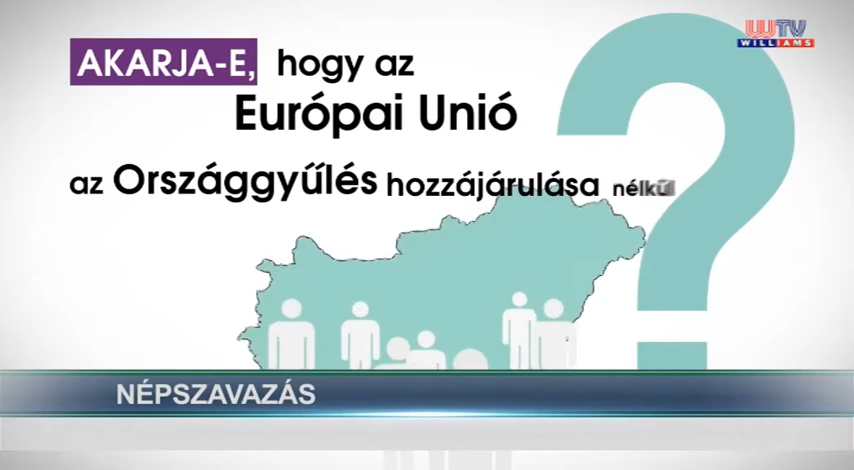 WTV
WILLIAMS
AKARJA-E, hogy az
Európai Unió
az Országgyűlés hozzájárulása nélkül
NÉPSZAVAZÁS